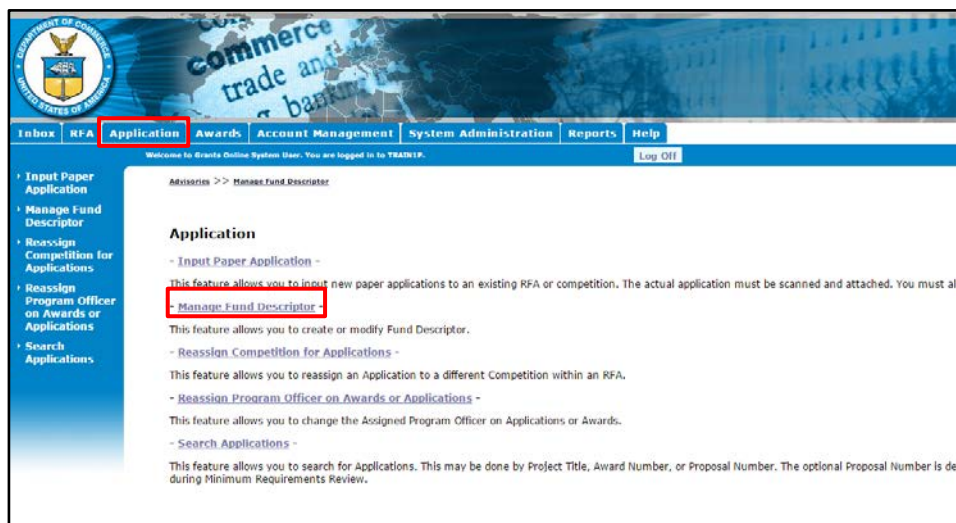 DEPARTMENT OF COMMERCE
UNITED STATES OF AMERICA
commerce
trade and
Inbox RFA Application Awards Account Management System Administration Reports Help
Welcome to Grants Online System User. You are logged in to TRAIN1P.
Log Off
Input Paper
Application
Manage Fund
Descriptor
Reassign
Competition for
Applications
Reassign
Program Officer
on Awards or
Applications
Search
Applications
Advisories >> Manage Fund Descriptor
Application
- Input Paper Application -
This feature allows you to input new paper applications to an existing RFA or competition. The actual application must be scanned and attached. You must al
- Manage Fund Descriptor -
This feature allows you to create or modify Fund Descriptor.
- Reassign Competition for Applications -
This feature allows you to reassign an Application to a different Competition within an RFA.
- Reassign Program Officer on Awards or Applications -
This feature allows you to change the Assigned Program Officer on Applications or Awards.
- Search Applications -
This feature allows you to search for Applications. This may be done by Project Title, Award Number, or Proposal Number. The optional Proposal Number is de
during Minimum Requirements Review.